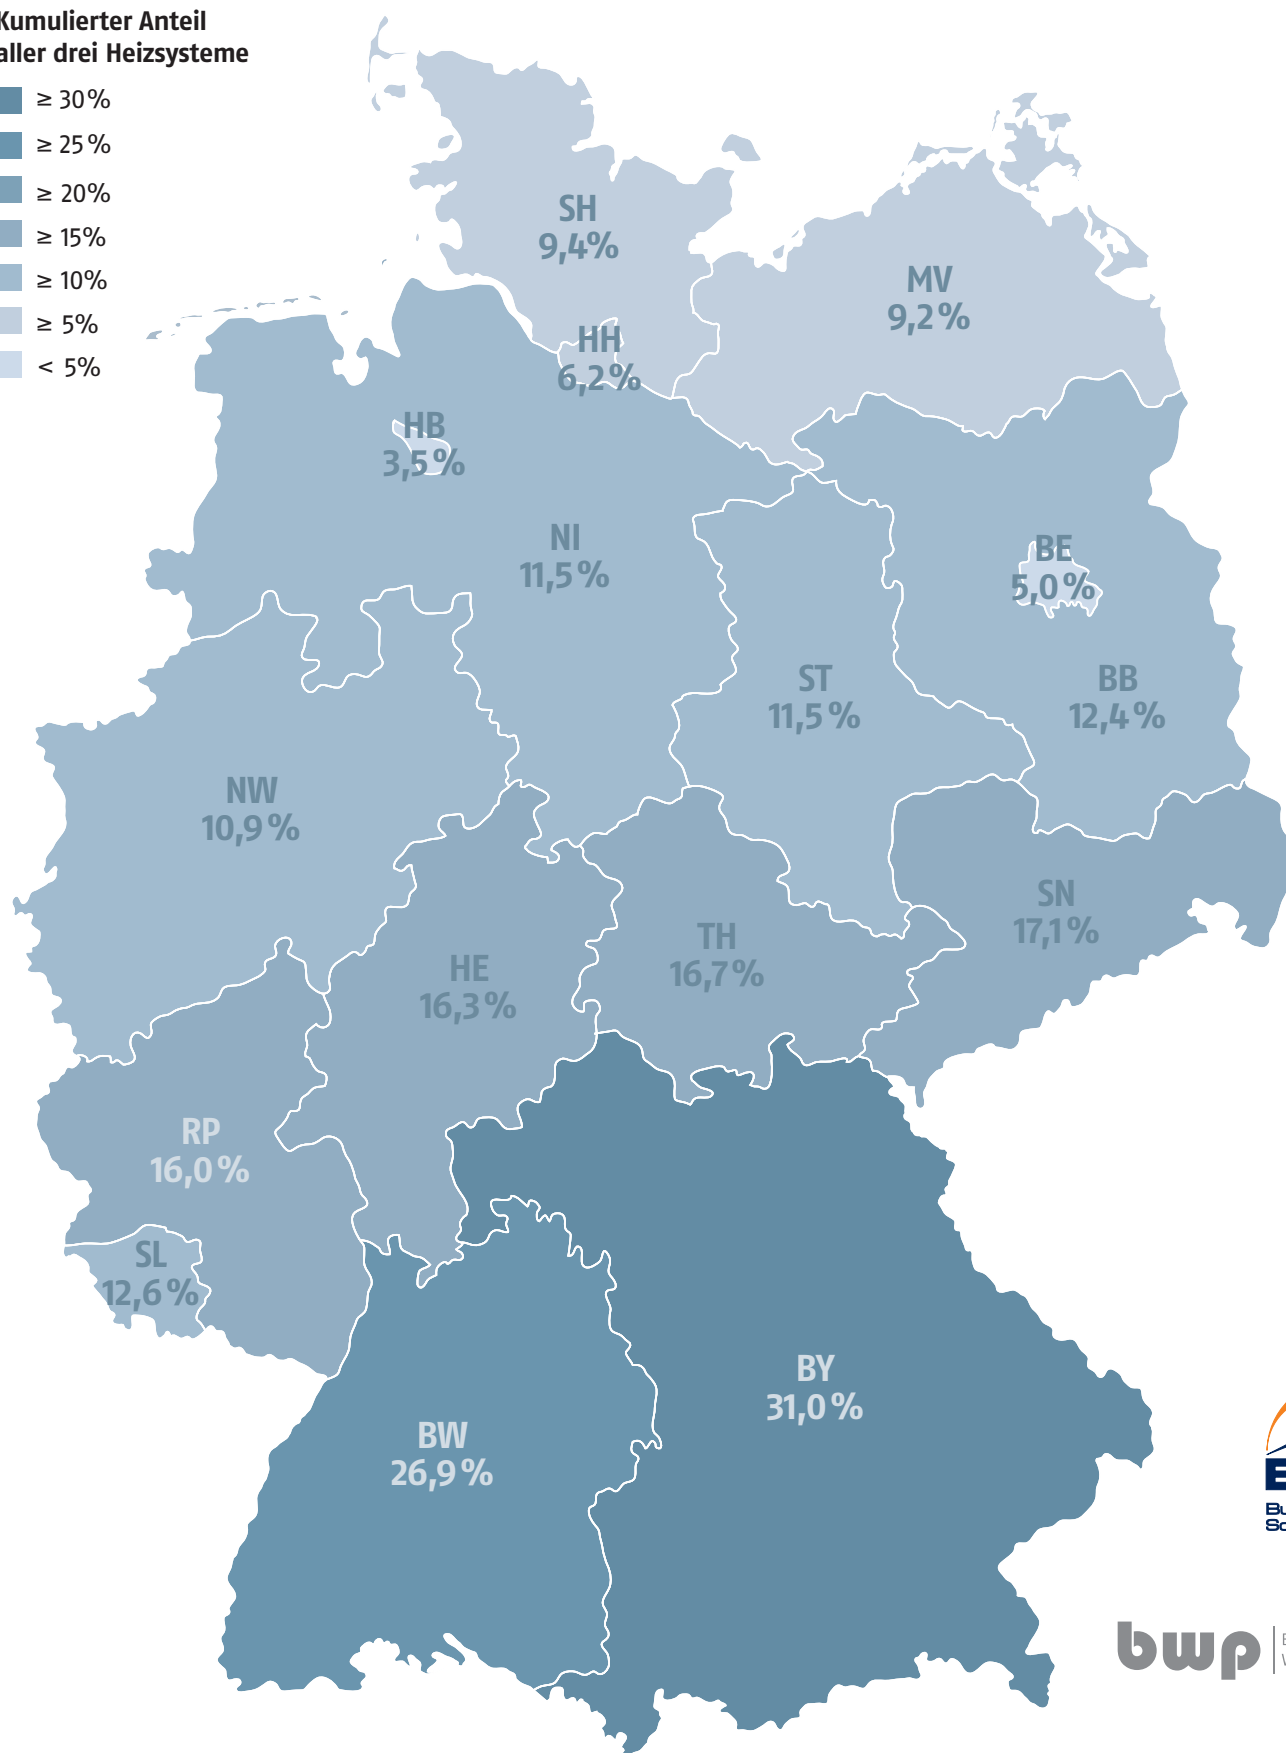 Kumulierter Anteil
aller drei Heizsysteme
≥ 30%
≥ 25%
≥ 20%
≥ 15%
≥ 10%
≥ 5%
< 5%
SH
9,4%
MV
9,2%
HH
6,2%
HB
3,5%
NI
11,5%
BE
5,0%
ST
11,5%
BB
12,4%
NW
10,9%
SN
17,1%
TH
16,7%
HE
16,3%
RP
16,0%
SL
12,6%
BY
31,0%
BW
26,9%
bwp